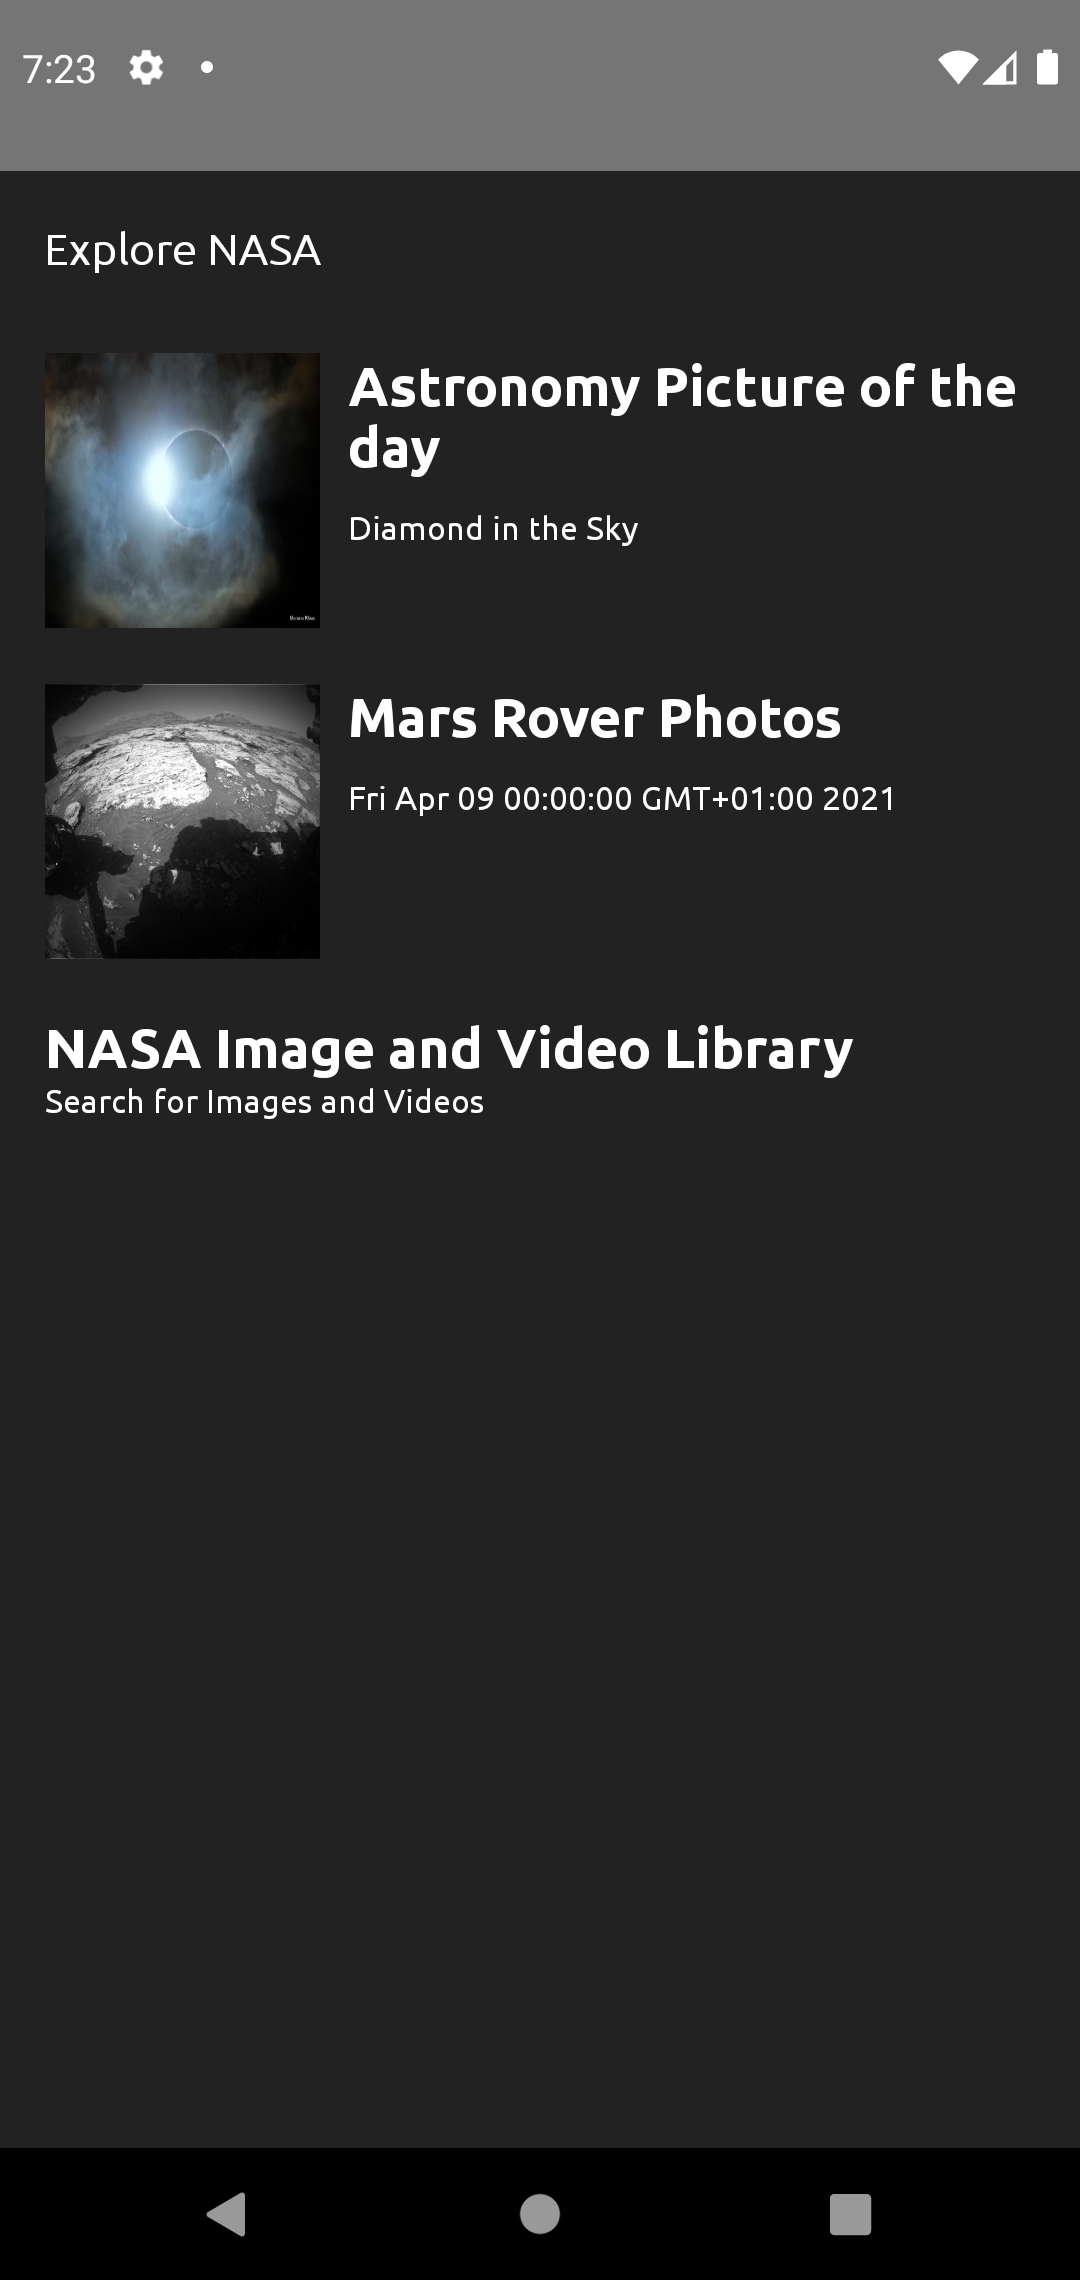 7:23
Explore NASA
Astronomy Picture of the
day
Diamond in the Sky
Mars Rover Photos
Fri Apr 09 00:00:00 GMT+01:00 2021
NASA Image and Video Library
Search for Images and Videos